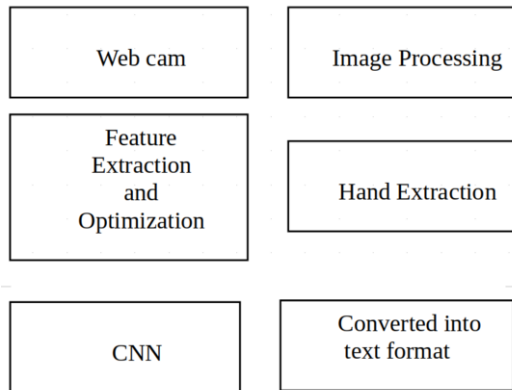 Web cam
Image Processing
Feature
Extraction
and
Optimization
Hand Extraction
CNN
Converted into
text format